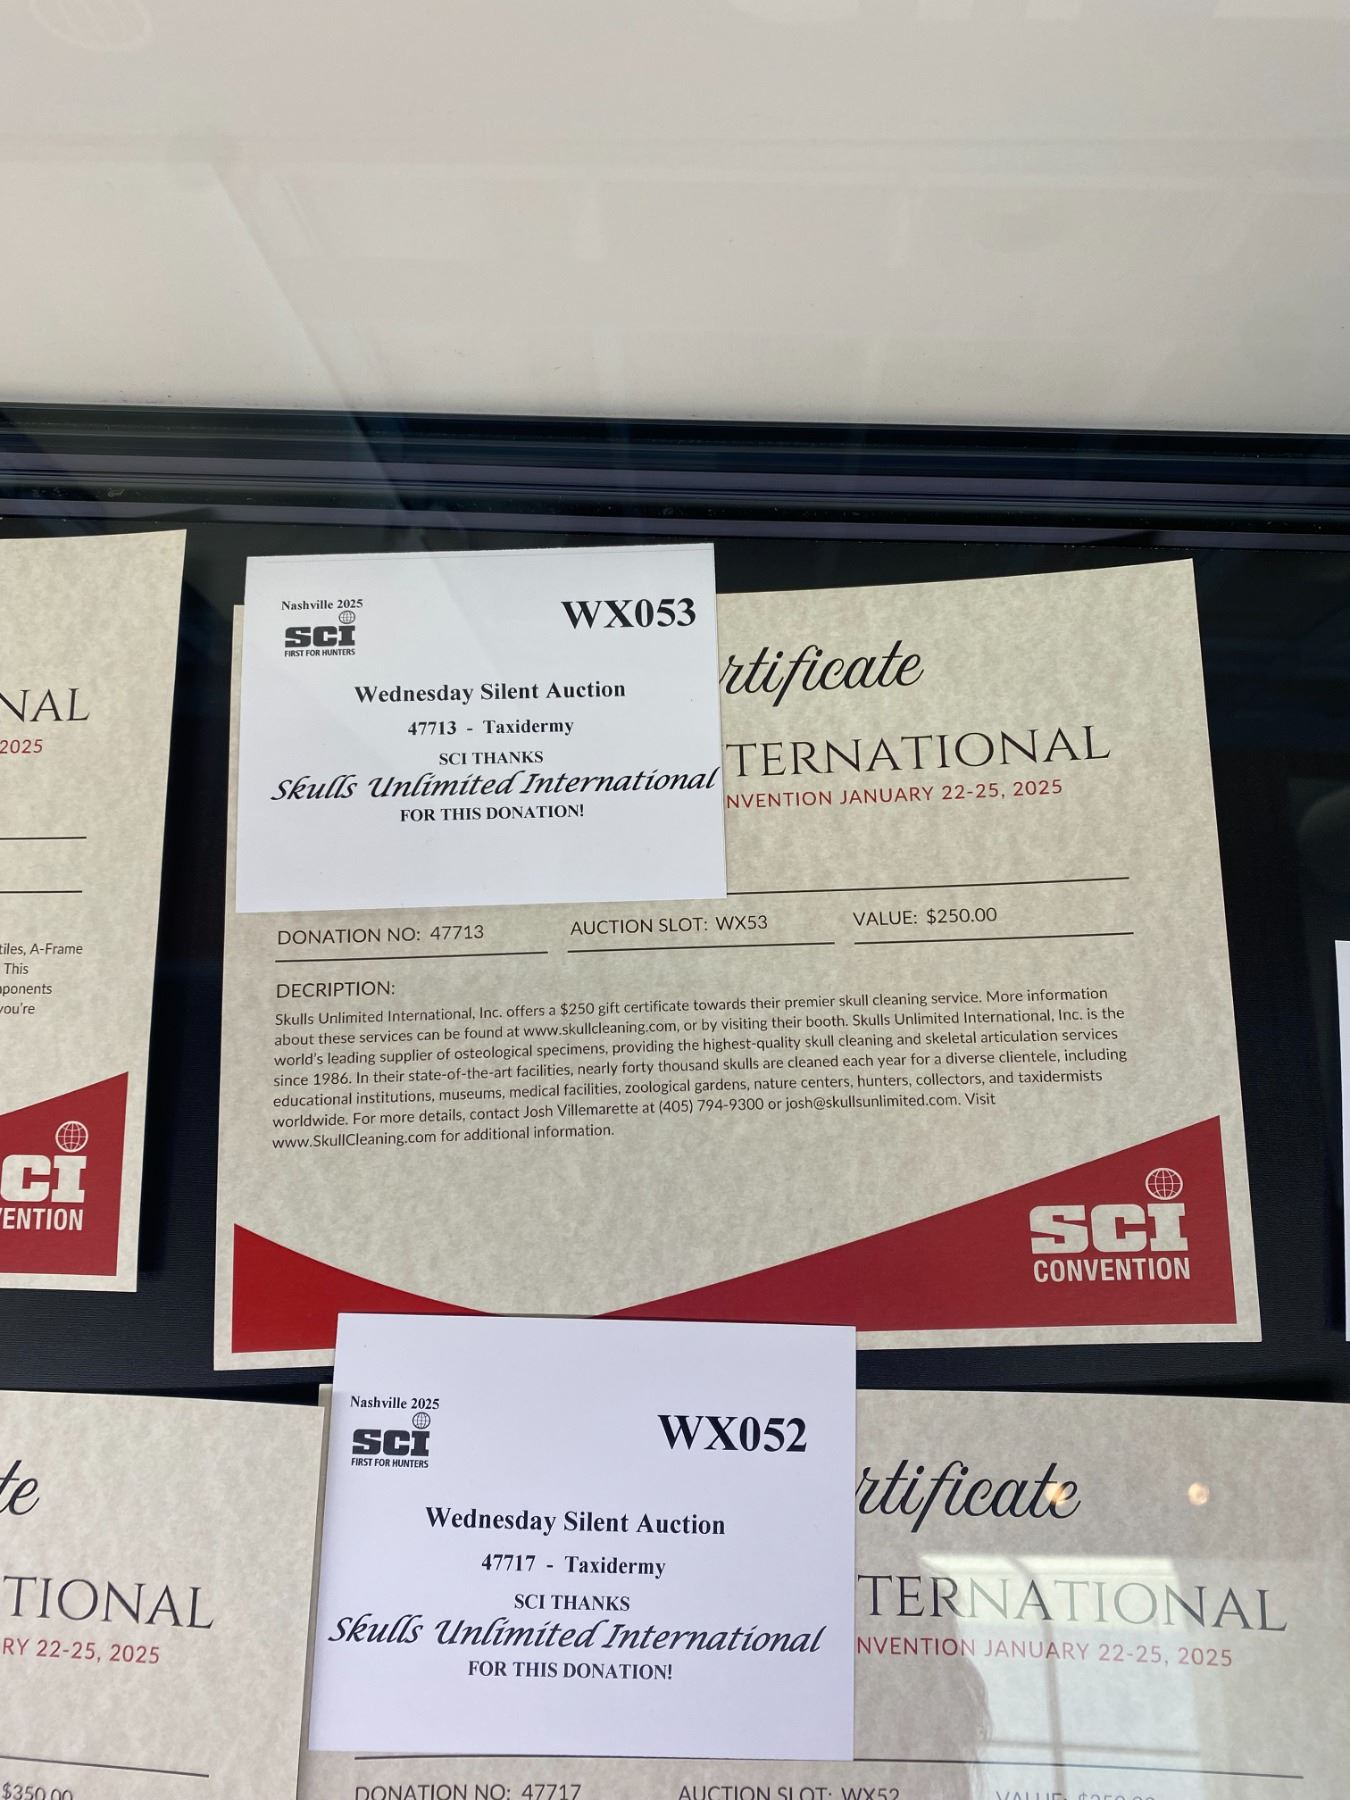 NAL
2025
tiles, A-Frame
This
ponents
you're
CI
ENTION
Nashville 2025
SCI
FIRST FOR HUNTERS
WX053
Wednesday Silent Auction
47713 - Taxidermy
SCI THANKS
Skulls Unlimited International
FOR THIS DONATION!
rtificate
TERNATIONAL
NVENTION JANUARY 22-25, 2025
DONATION NO: 47713 AUCTION SLOT: WX53 VALUE: $250.00
DECRIPTION:
Skulls Unlimited International, Inc. offers a $250 gift certificate towards their premier skull cleaning service. More information
about these services can be found at www.skullcleaning.com, or by visiting their booth. Skulls Unlimited International, Inc. is the
world's leading supplier of osteological specimens, providing the highest-quality skull cleaning and skeletal articulation services
since 1986. In their state-of-the-art facilities, nearly forty thousand skulls are cleaned each year for a diverse clientele, including
educational institutions, museums, medical facilities, zoological gardens, nature centers, hunters, collectors, and taxidermists
worldwide. For more details, contact Josh Villemarette at (405) 794-9300 or josh@skullsunlimited.com. Visit
www.SkullCleaning.com for additional information.
SCI
CONVENTION
te
TIONAL
RY 22-25, 2025
$350.00
Nashville 2025
SCI
FIRST FOR HUNTERS
WX052
Wednesday Silent Auction
47717 - Taxidermy
SCI THANKS
Skulls Unlimited International
FOR THIS DONATION!
rtificate
TERNATIONAL
NVENTION JANUARY 22-25, 2025
DONATION NO: 47717 AUCTION SLOT: WX52 VALUE: